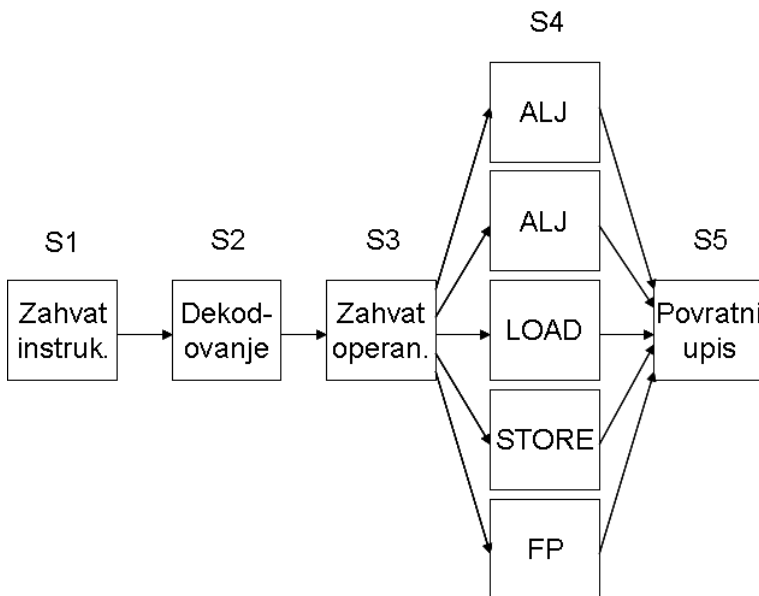 S4
ALJ
ALJ
S1
S2
S3
S5
Zahvat
instruk.
Dekod-
ovanje
Zahvat
operan.
LOAD
Povratni
upis
STORE
FP